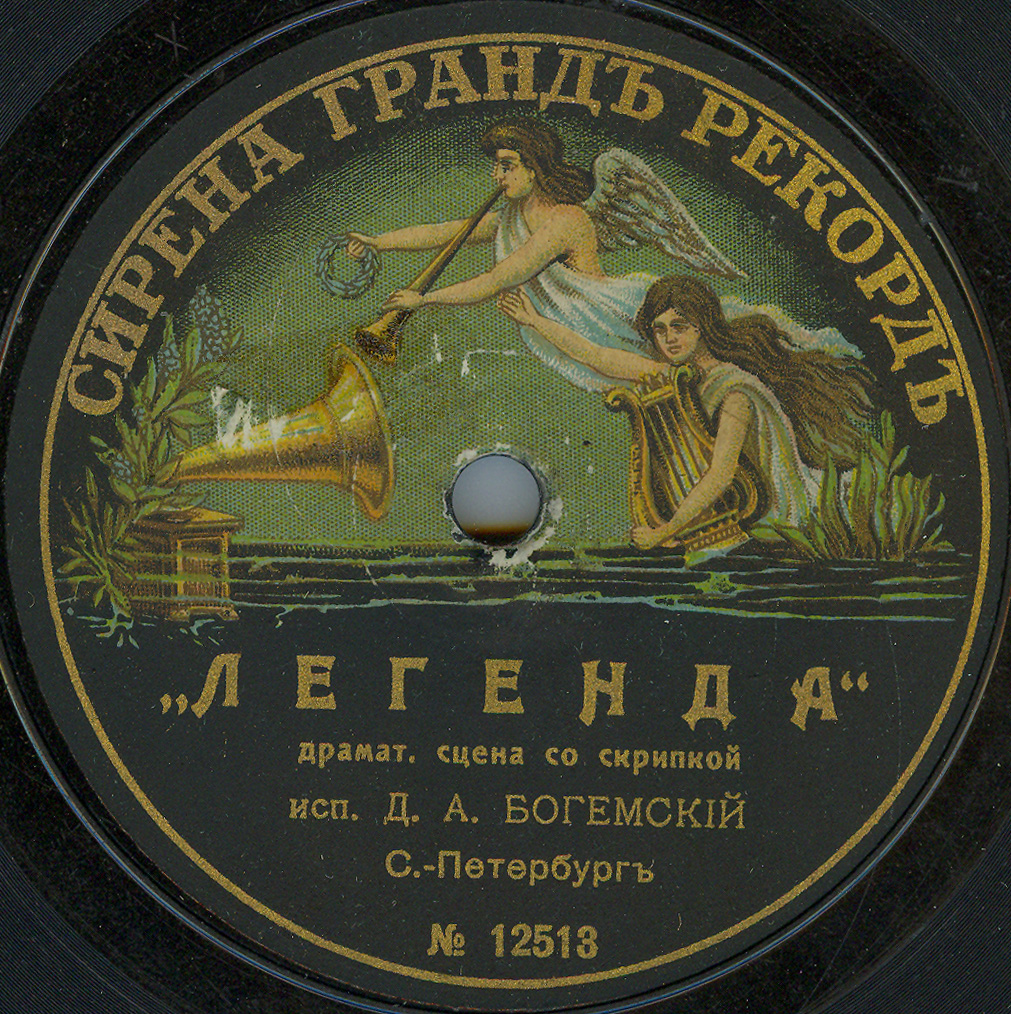 СИРЕНА ГРАНДЪ РЕКОРДЪ
„ЛЕГЕНДА“
драмат. сцена со скрипкой
исп. Д. А. БОГЕМСКІЙ
С.-Петербургъ
№ 12513